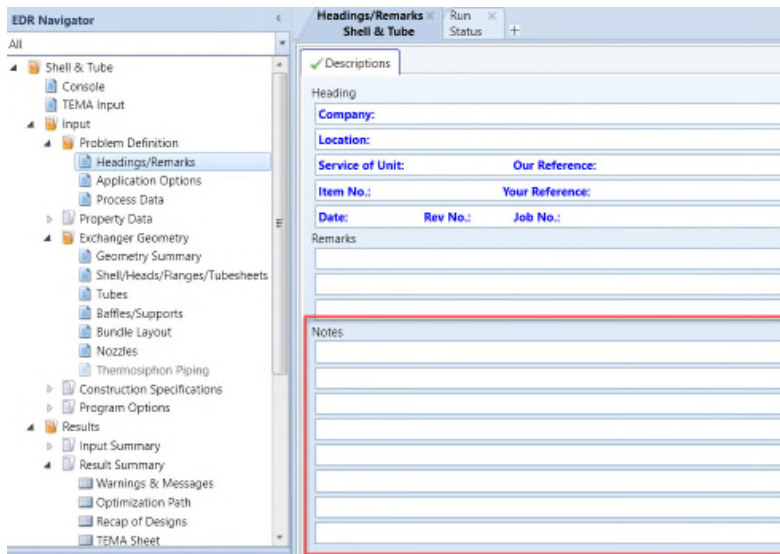 EDR Navigator
All
Shell & Tube
Console
TEMA Input
Input
Problem Definition
Headings/Remarks
Application Options
Process Data
Property Data
Exchanger Geometry
Geometry Summary
Shell/Heads/Flanges/Tubesheets
Tubes
Baffles/Supports
Bundle Layout
Nozzles
Thermosiphon Piping
Construction Specifications
Program Options
Results
Input Summary
Result Summary
Warnings & Messages
Optimization Path
Recap of Designs
TEMA Sheet
Headings/Remarks
Shell & Tube
Run
Status
Descriptions
Heading
Company:
Location:
Service of Unit: Our Reference:
Item No.: Your Reference:
Date: Rev No.: Job No.:
Remarks
Notes